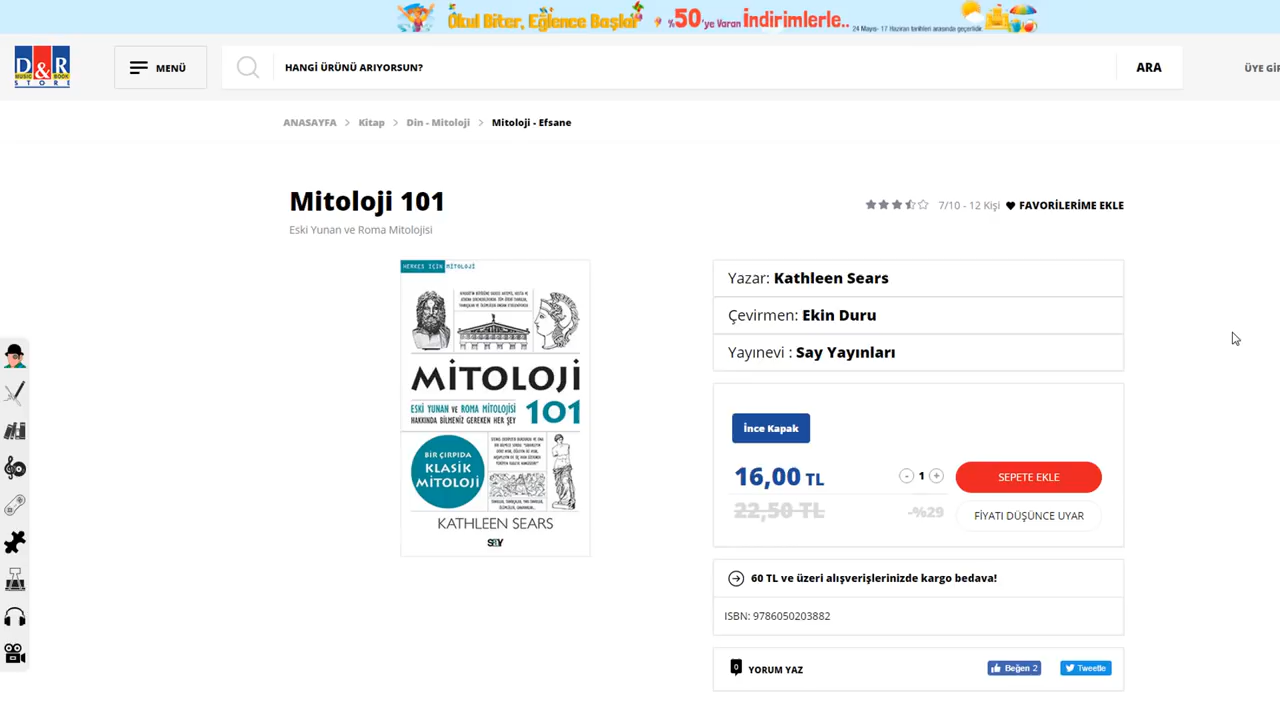 Okul Biter, Eğlence Başlar %50'ye Varan İndirimlerle.. 24 Mayıs- 17 Haziran tarihleri arasında geçerlidir.
D&R
MUSIC BOOK
STORE
MENÜ
HANGİ ÜRÜNÜ ARIYORSUN?
ARA
ÜYE GİR
ANASAYFA > Kitap > Din - Mitoloji > Mitoloji - Efsane
Mitoloji 101
7/10 - 12 Kişi FAVORİLERİME EKLE
Eski Yunan ve Roma Mitolojisi
HERKES İÇİN MİTOLOJİ
MİTOLOJİ
ESKİ YUNAN VE ROMA MİTOLOJİSİ
HAKKINDA BİLMENİZ GEREKEN HER ŞEY
101
BİR ÇIRPIDA
KLASİK
MİTOLOJİ
KATHLEEN SEARS
SAY
Yazar: Kathleen Sears
Çevirmen: Ekin Duru
Yayınevi : Say Yayınları
İnce Kapak
16,00 TL
- 1 +
SEPETE EKLE
22,50 TL
-%29
FİYATI DÜŞÜNCE UYAR
60 TL ve üzeri alışverişlerinizde kargo bedava!
ISBN: 9786050203882
0 YORUM YAZ
Beğen 2
Tweetle